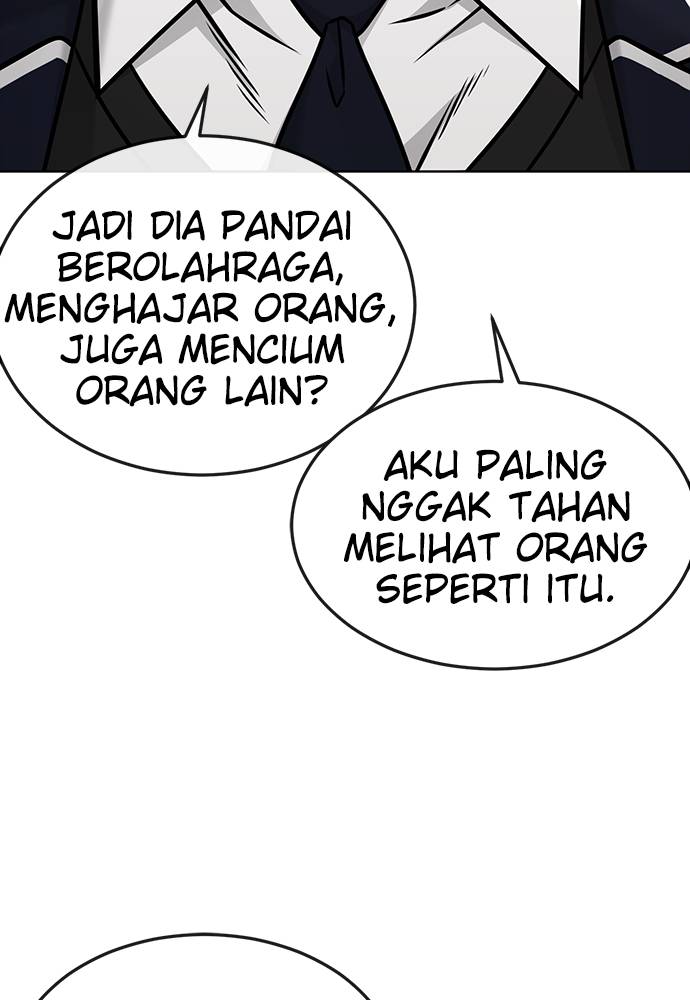 JADI DIA PANDAI
BEROLAHRAGA,
MENGHAJAR ORANG,
JUGA MENCIUM
ORANG LAIN?
AKU PALING
NGGAK TAHAN
MELIHAT ORANG
SEPERTI ITU.